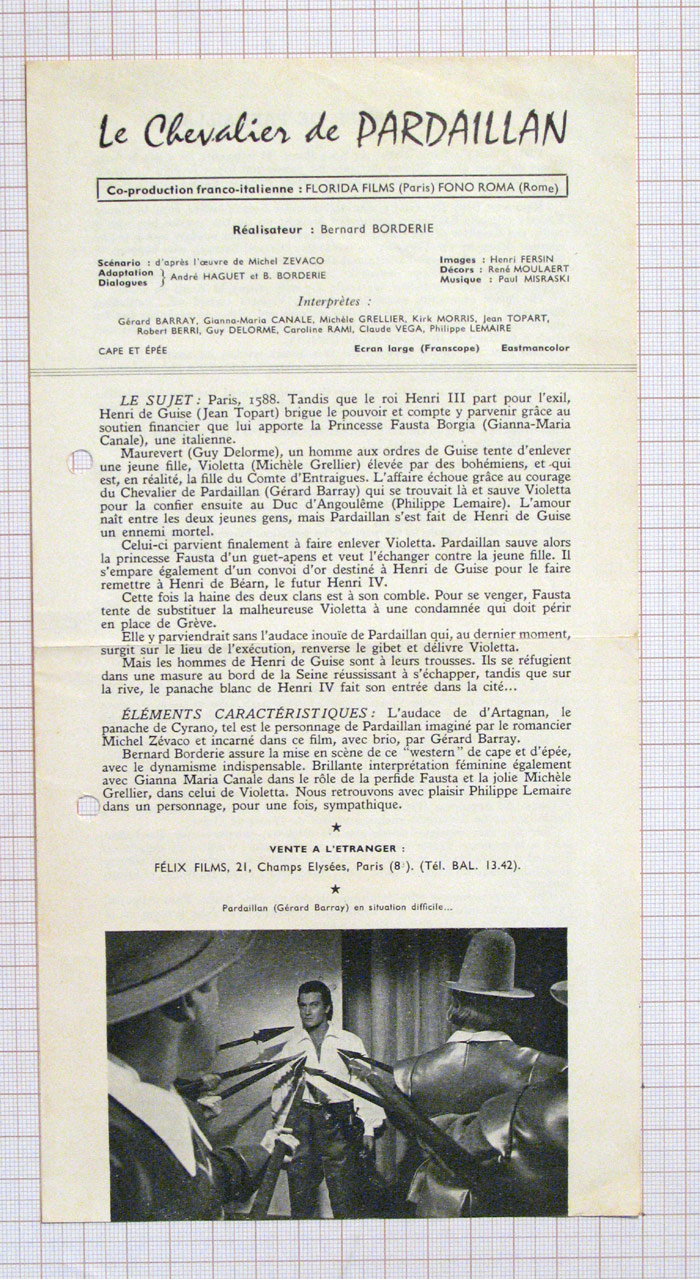 Le Chevalier de PARDAILLAN
Co-production franco-italienne : FLORIDA FILMS (Paris) FONO ROMA (Rome)
Réalisateur : Bernard BORDERIE
Scénario : d'après l'œuvre de Michel ZEVACO
Adaptation } André HAGUET et B. BORDERIE
Dialogues
Images : Henri FERSIN
Décors : René MOULAERT
Musique : Paul MISRASKI
Interprètes :
Gérard BARRAY, Gianna-Maria CANALE, Michèle GRELLIER, Kirk MORRIS, Jean TOPART,
Robert BERRI, Guy DELORME, Caroline RAMI, Claude VEGA, Philippe LEMAIRE
CAPE ET ÉPÉE Ecran large (Franscope) Eastmancolor
LE SUJET : Paris, 1588. Tandis que le roi Henri III part pour l'exil,
Henri de Guise (Jean Topart) brigue le pouvoir et compte y parvenir grâce au
soutien financier que lui apporte la Princesse Fausta Borgia (Gianna-Maria
Canale), une italienne.
Maurevert (Guy Delorme), un homme aux ordres de Guise tente d'enlever
une jeune fille, Violetta (Michèle Grellier) élevée par des bohémiens, et qui
est, en réalité, la fille du Comte d'Entraigues. L'affaire échoue grâce au courage
du Chevalier de Pardaillan (Gérard Barray) qui se trouvait là et sauve Violetta
pour la confier ensuite au Duc d'Angoulême (Philippe Lemaire). L'amour
naît entre les deux jeunes gens, mais Pardaillan s'est fait de Henri de Guise
un ennemi mortel.
Celui-ci parvient finalement à faire enlever Violetta. Pardaillan sauve alors
la princesse Fausta d'un guet-apens et veut l'échanger contre la jeune fille. Il
s'empare également d'un convoi d'or destiné à Henri de Guise pour le faire
remettre à Henri de Béarn, le futur Henri IV.
Cette fois la haine des deux clans est à son comble. Pour se venger, Fausta
tente de substituer la malheureuse Violetta à une condamnée qui doit périr
en place de Grève.
Elle y parviendrait sans l'audace inouïe de Pardaillan qui, au dernier moment,
surgit sur le lieu de l'exécution, renverse le gibet et délivre Violetta.
Mais les hommes de Henri de Guise sont à leurs trousses. Ils se réfugient
dans une masure au bord de la Seine réussissant à s'échapper, tandis que sur
la rive, le panache blanc de Henri IV fait son entrée dans la cité...
ÉLÉMENTS CARACTÉRISTIQUES : L'audace de d'Artagnan, le
panache de Cyrano, tel est le personnage de Pardaillan imaginé par le romancier
Michel Zévaco et incarné dans ce film, avec brio, par Gérard Barray.
Bernard Borderie assure la mise en scène de ce "western" de cape et d'épée,
avec le dynamisme indispensable. Brillante interprétation féminine également
avec Gianna Maria Canale dans le rôle de la perfide Fausta et la jolie Michèle
Grellier, dans celui de Violetta. Nous retrouvons avec plaisir Philippe Lemaire
dans un personnage, pour une fois, sympathique.
VENTE A L'ETRANGER :
FÉLIX FILMS, 21, Champs Elysées, Paris (8e). (Tél. BAL. 13.42).
Pardaillan (Gérard Barray) en situation difficile...